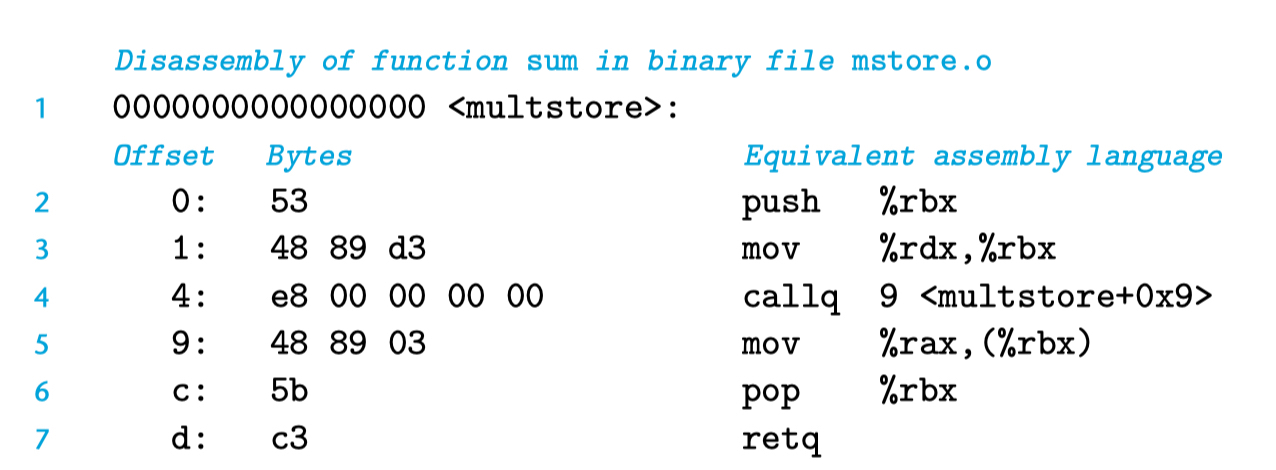 Disassembly of function sum in binary file mstore.o
1 0000000000000000 <multstore>:
Offset Bytes Equivalent assembly language
2 0: 53 push %rbx
3 1: 48 89 d3 mov %rdx,%rbx
4 4: e8 00 00 00 00 callq 9 <multstore+0x9>
5 9: 48 89 03 mov %rax,(%rbx)
6 c: 5b pop %rbx
7 d: c3 retq